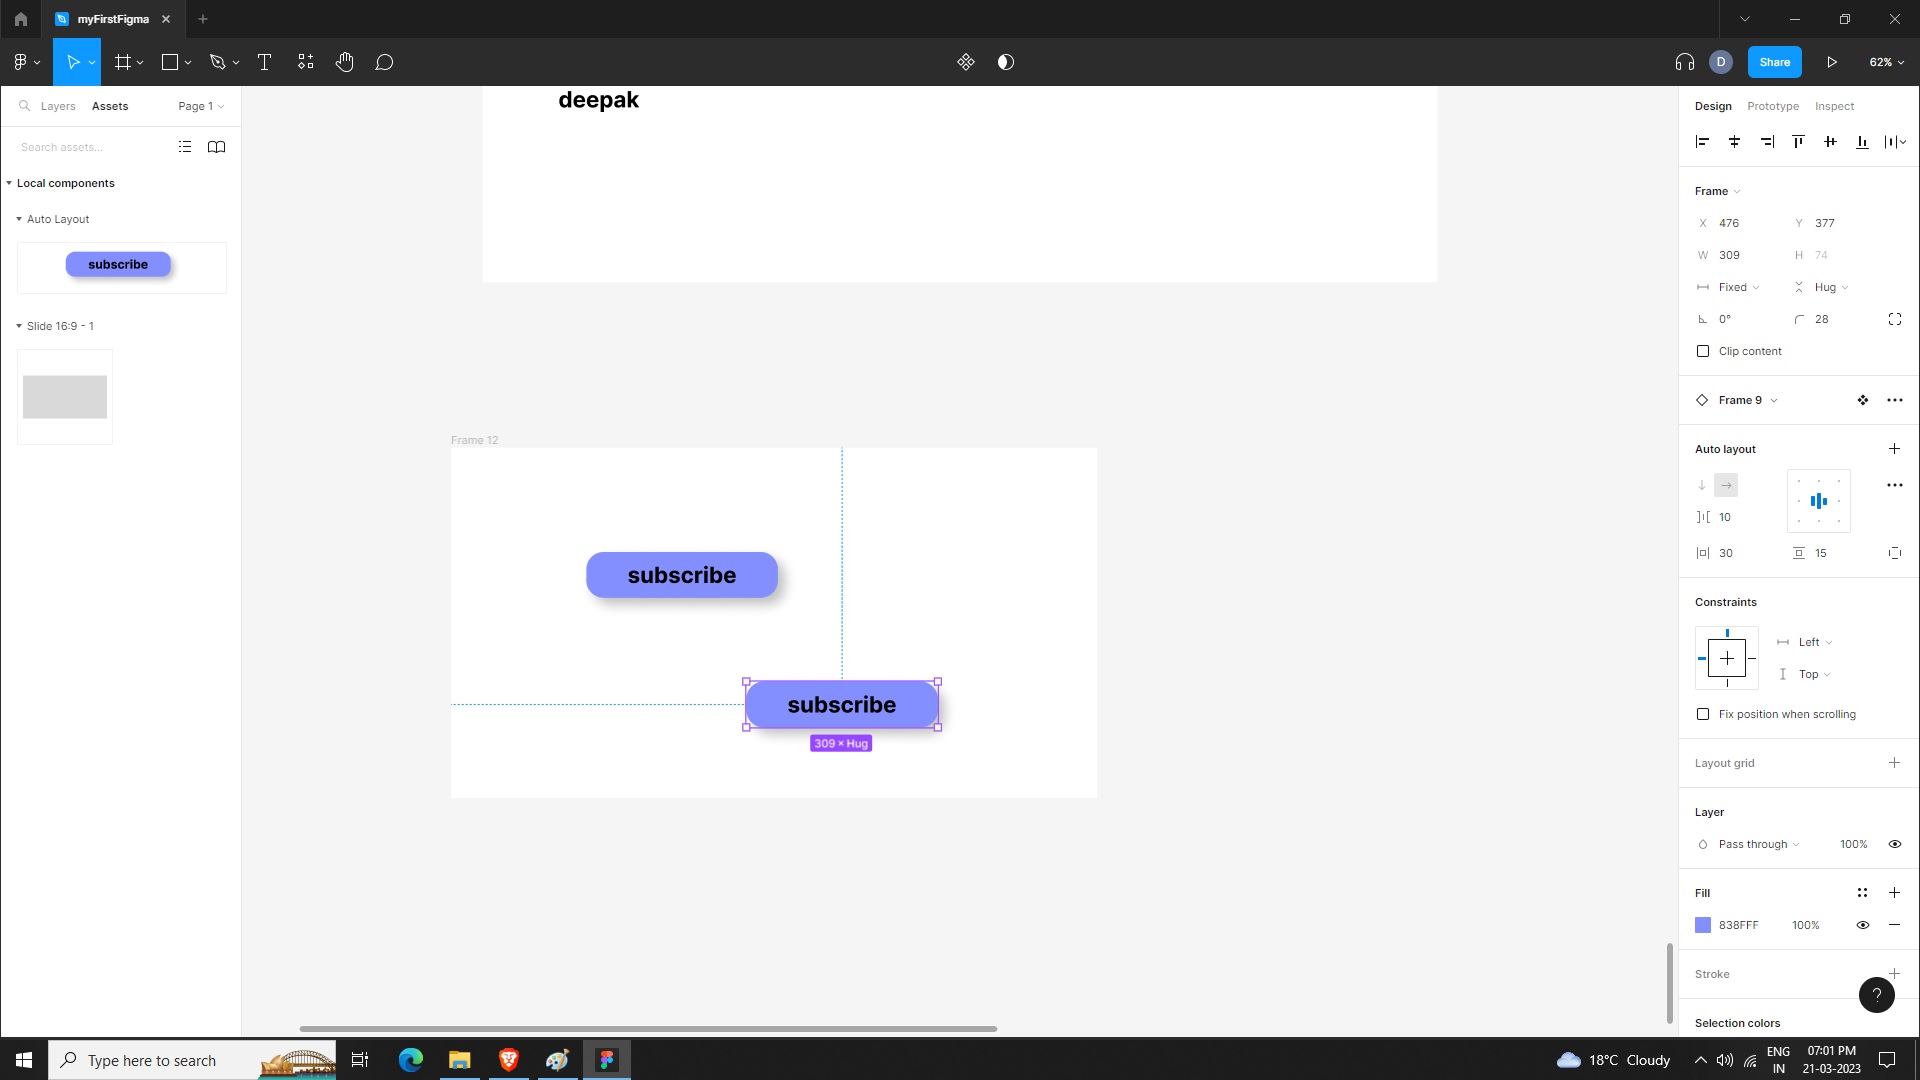 myFirstFigma
Share
D
62%
Layers Assets Page 1
Search assets...
Local components
Auto Layout
subscribe
Slide 16:9 - 1
deepak
Frame 12
subscribe
subscribe
309 × Hug
Design Prototype Inspect
Frame
X 476 Y 377
W 309 H 74
Fixed Hug
0° 28
Clip content
Frame 9
Auto layout
10
30 15
Constraints
Left
Top
Fix position when scrolling
Layout grid
Layer
Pass through 100%
Fill
838FFF 100%
Stroke
?
Selection colors
Type here to search
18°C Cloudy
ENG
IN
07:01 PM
21-03-2023